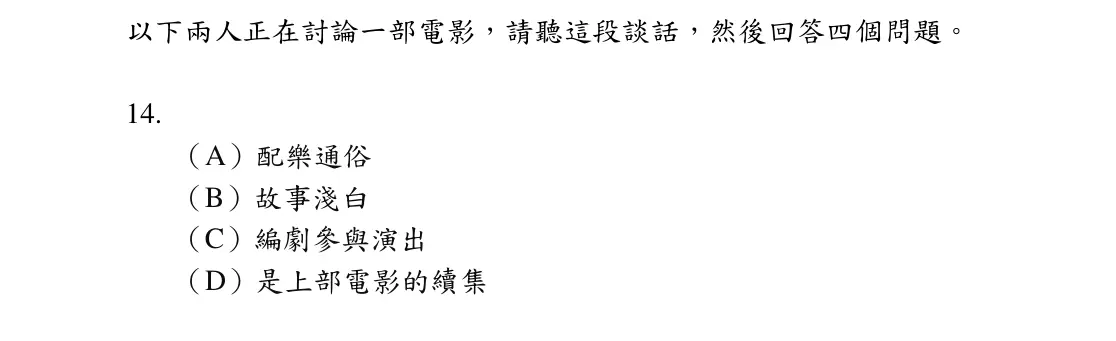 以下兩人正在討論一部電影，請聽這段談話，然後回答四個問題。
14.
（A）配樂通俗
（B）故事淺白
（C）編劇參與演出
（D）是上部電影的續集